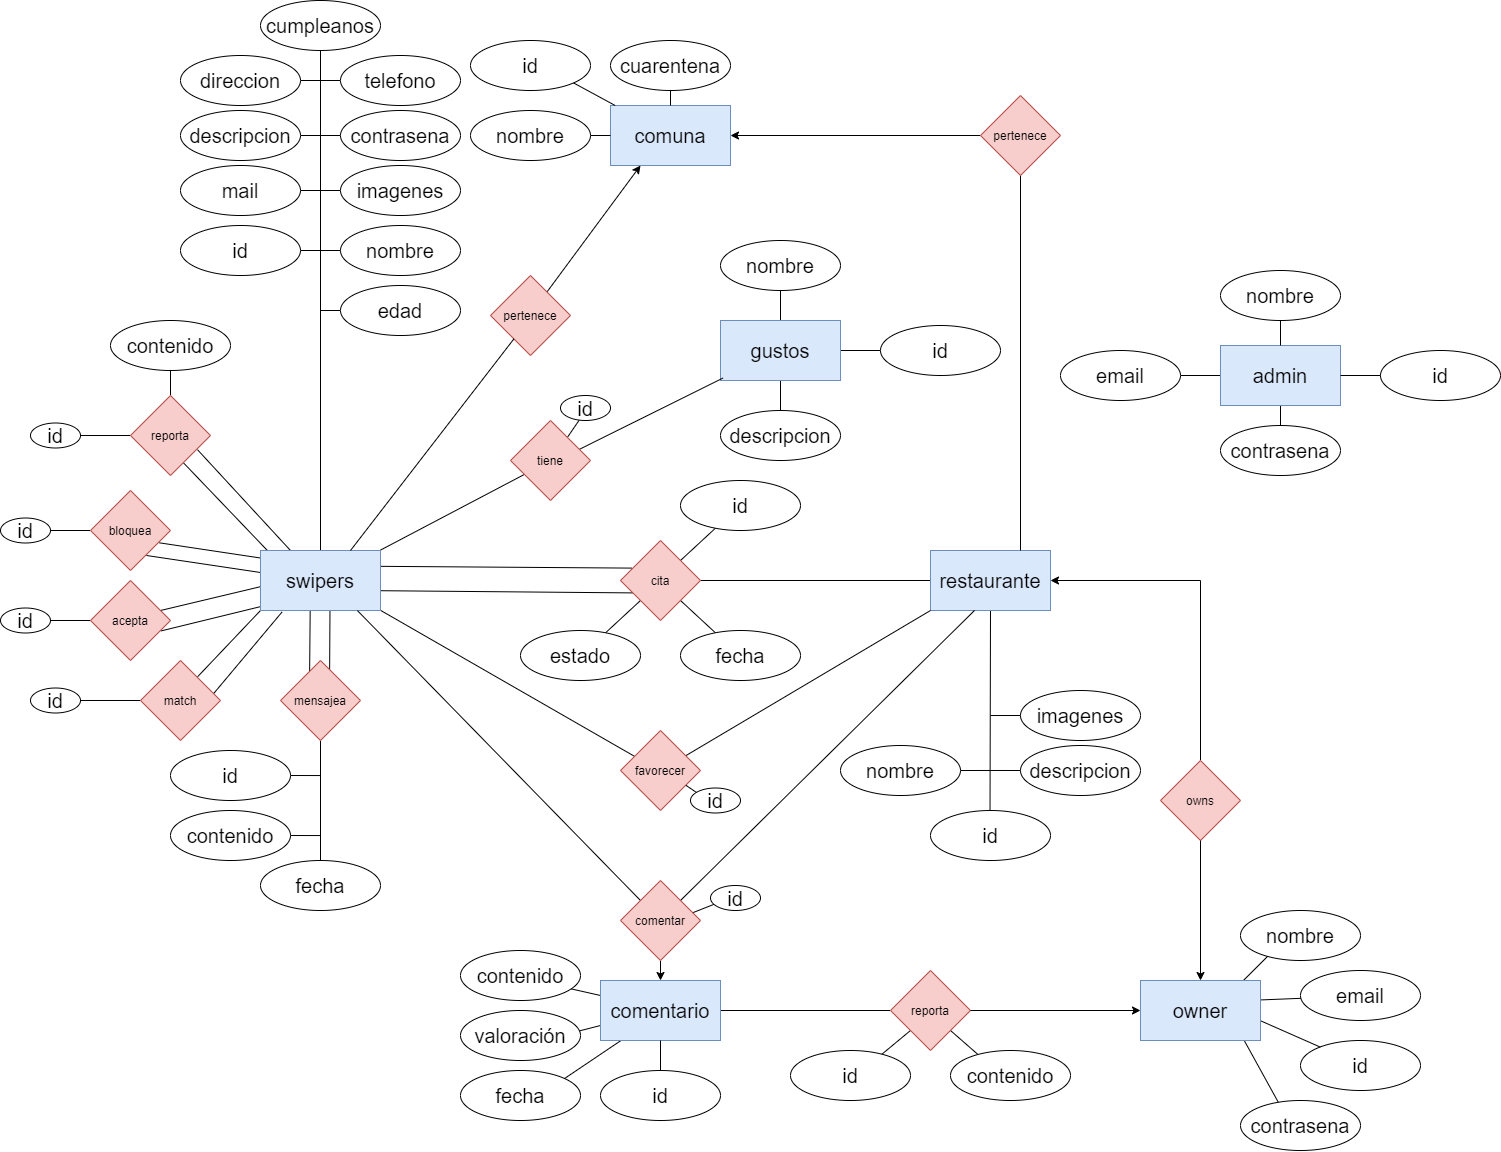 cumpleanos
direccion
telefono
id
cuarentena
descripcion
contrasena
nombre
comuna
pertenece
mail
imagenes
id
nombre
nombre
edad
pertenece
nombre
contenido
gustos
id
email
admin
id
id
reporta
id
tiene
descripcion
contrasena
id
id
bloquea
swipers
cita
restaurante
id
acepta
estado
fecha
id
match
mensajea
imagenes
id
favorecer
id
nombre
descripcion
owns
contenido
id
fecha
comentar
id
nombre
contenido
email
comentario
reporta
owner
valoración
id
contenido
id
fecha
id
contrasena